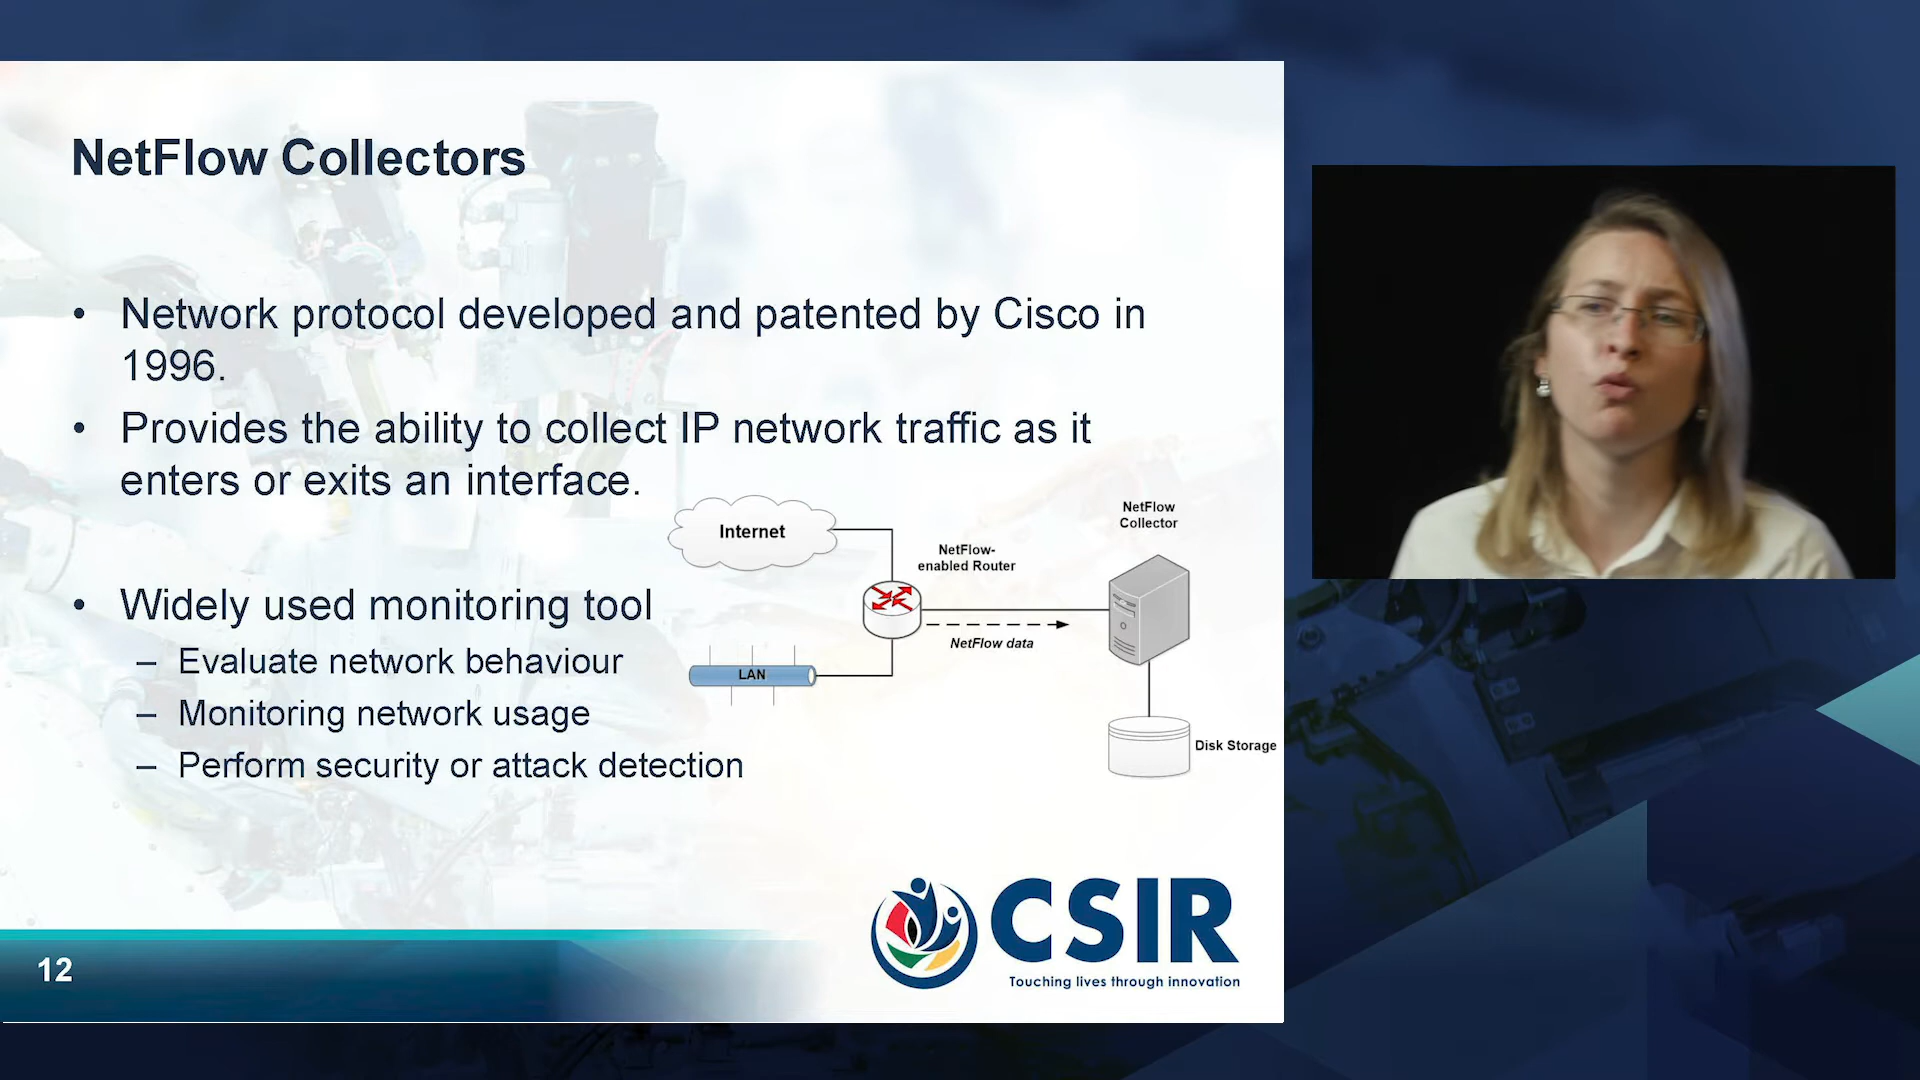 NetFlow Collectors
• Network protocol developed and patented by Cisco in
1996.
• Provides the ability to collect IP network traffic as it
enters or exits an interface.
• Widely used monitoring tool
– Evaluate network behaviour
– Monitoring network usage
– Perform security or attack detection
Internet
NetFlow-
enabled Router
NetFlow
Collector
NetFlow data
LAN
Disk Storage
12
CSIR
Touching lives through innovation